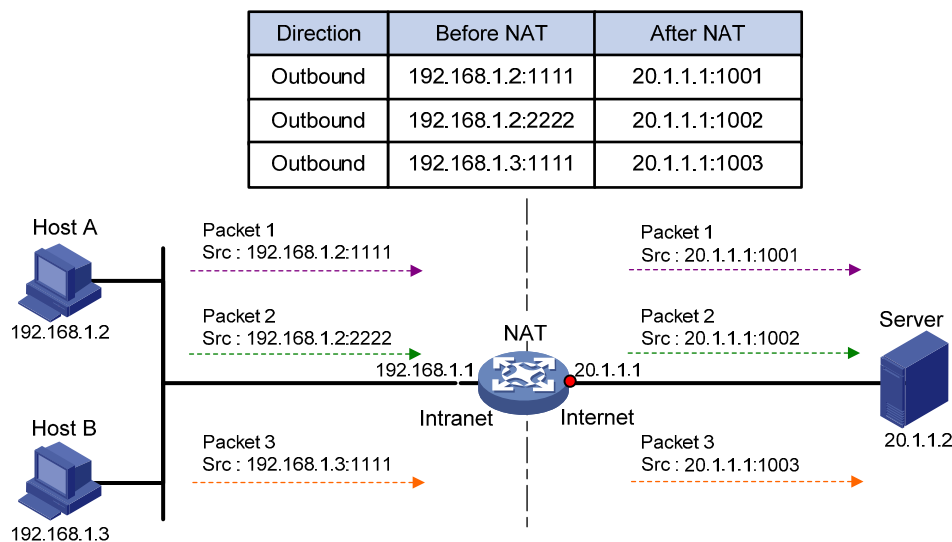 Direction Before NAT After NAT
Outbound 192.168.1.2:1111 20.1.1.1:1001
Outbound 192.168.1.2:2222 20.1.1.1:1002
Outbound 192.168.1.3:1111 20.1.1.1:1003
Host A
192.168.1.2
Packet 1
Src : 192.168.1.2:1111
Packet 1
Src : 20.1.1.1:1001
Packet 2
Src : 192.168.1.2:2222
NAT
Packet 2
Src : 20.1.1.1:1002
Server
192.168.1.1
20.1.1.1
Intranet
Internet
20.1.1.2
Host B
192.168.1.3
Packet 3
Src : 192.168.1.3:1111
Packet 3
Src : 20.1.1.1:1003